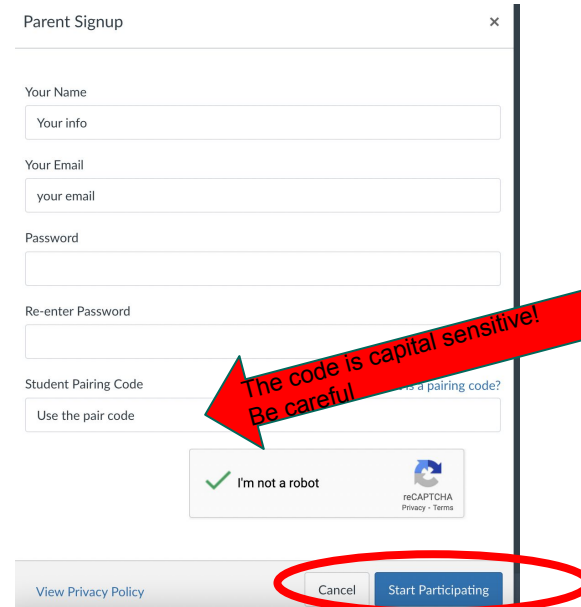 Parent Signup ×
Your Name
Your info
Your Email
your email
Password
Re-enter Password
The code is capital sensitive!
Be careful
Student Pairing Code
is a pairing code?
Use the pair code
I'm not a robot
reCAPTCHA
Privacy - Terms
View Privacy Policy
Cancel
Start Participating